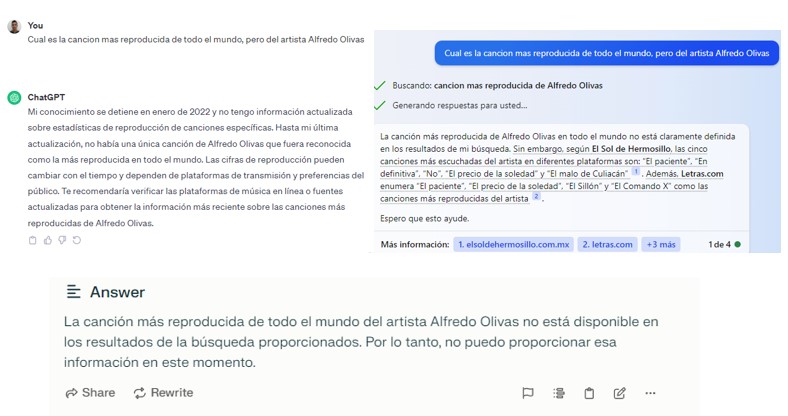 You
Cual es la cancion mas reproducida de todo el mundo, pero del artista Alfredo Olivas
ChatGPT
Mi conocimiento se detiene en enero de 2022 y no tengo información actualizada
sobre estadísticas de reproducción de canciones específicas. Hasta mi última
actualización, no había una única canción de Alfredo Olivas que fuera reconocida
como la más reproducida en todo el mundo. Las cifras de reproducción pueden
cambiar con el tiempo y dependen de plataformas de transmisión y preferencias del
público. Te recomendaría verificar las plataformas de música en línea o fuentes
actualizadas para obtener la información más reciente sobre las canciones más
reproducidas de Alfredo Olivas.
Cual es la cancion mas reproducida de todo el mundo, pero del artista Alfredo Olivas
Buscando: cancion mas reproducida de Alfredo Olivas
Generando respuestas para usted...
La canción más reproducida de Alfredo Olivas en todo el mundo no está claramente definida
en los resultados de mi búsqueda. Sin embargo, según El Sol de Hermosillo, las cinco
canciones más escuchadas del artista en diferentes plataformas son: "El paciente", "En
definitiva", "No", "El precio de la soledad" y "El malo de Culiacán" 1. Además, Letras.com
enumera "El paciente", "El precio de la soledad", "El Sillón" y "El Comando X" como las
canciones más reproducidas del artista 2.
Espero que esto ayude.
Más información: 1. elsoldehermosillo.com.mx 2. letras.com +3 más 1 de 4
Answer
La canción más reproducida de todo el mundo del artista Alfredo Olivas no está disponible en
los resultados de la búsqueda proporcionados. Por lo tanto, no puedo proporcionar esa
información en este momento.
Share Rewrite